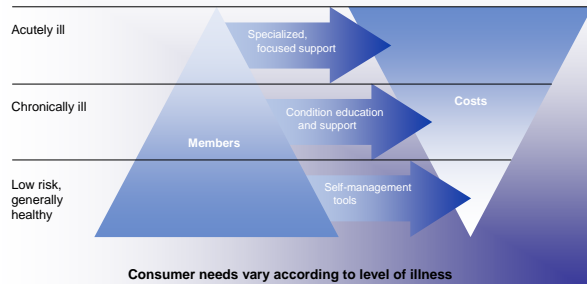 Acutely ill
Specialized,
focused support
Chronically ill
Condition education
and support
Costs
Members
Low risk,
generally
healthy
Self-management
tools
Consumer needs vary according to level of illness